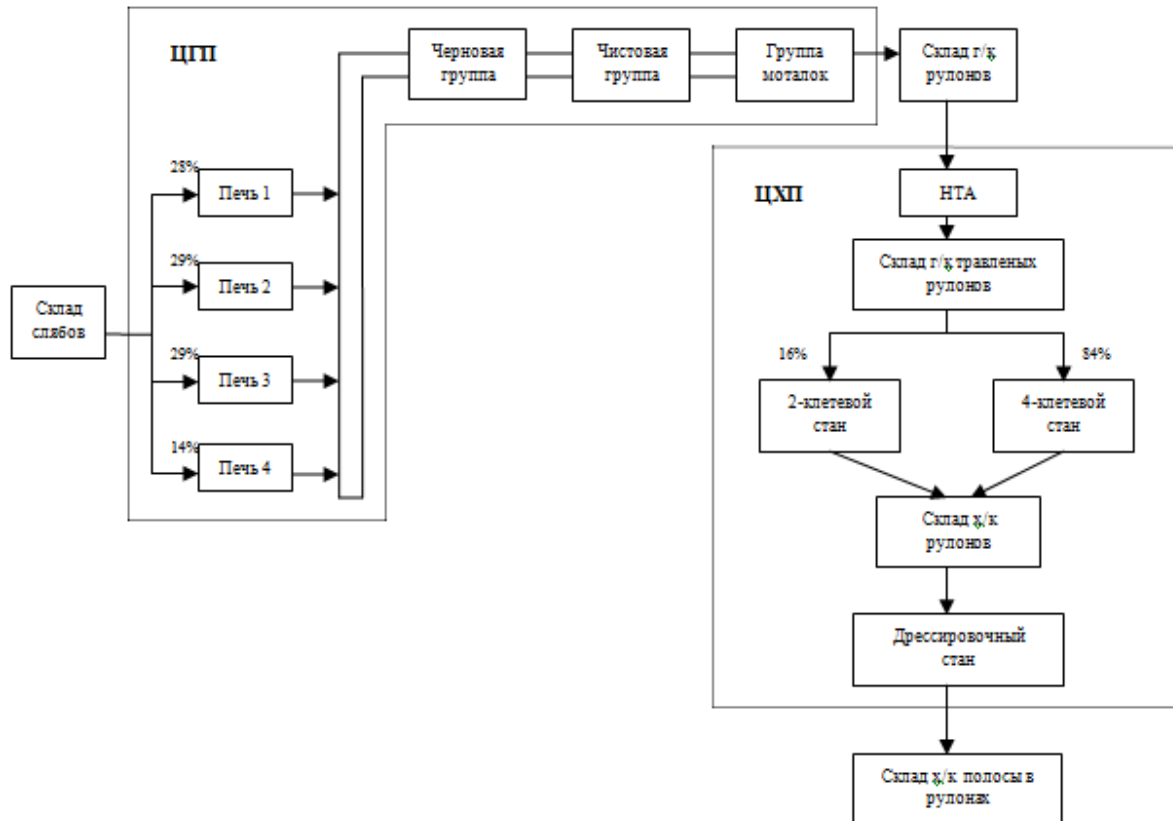 ЦГП
Черновая
группа
Чистовая
группа
Группа
моталок
Склад г/к
рулонов
28%
Печь 1
29%
Печь 2
Склад
слябов
29%
Печь 3
14%
Печь 4
ЦХП
НТА
Склад г/к травленых
рулонов
16%
84%
2-клетевой
стан
4-клетевой
стан
Склад х/к
рулонов
Дрессировочный
стан
Склад х/к полосы в
рулонах